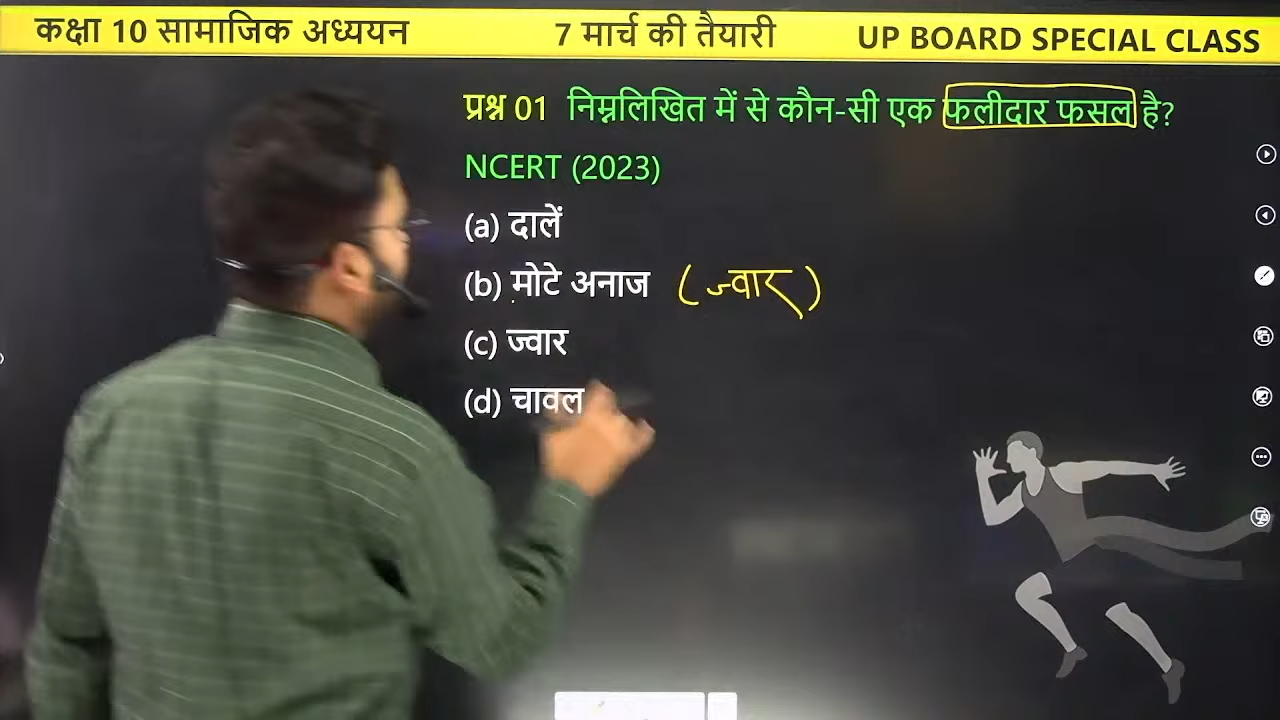 कक्षा 10 सामाजिक अध्ययन 7 मार्च की तैयारी UP BOARD SPECIAL CLASS
प्रश्न 01 निम्नलिखित में से कौन-सी एक फलीदार फसल है?
NCERT (2023)
(a) दालें
(b) मोटे अनाज (ज्वार)
(c) ज्वार
(d) चावल